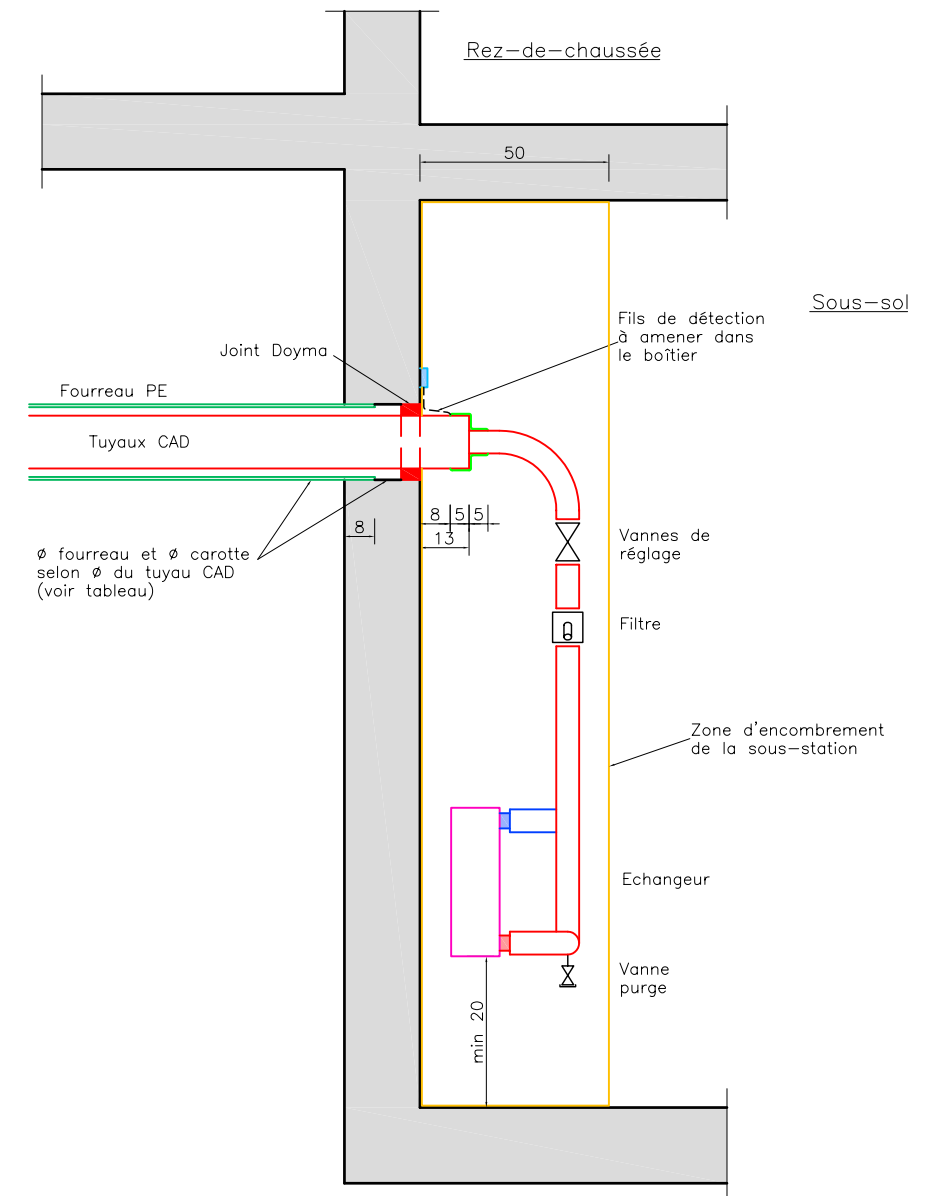 Rez-de-chaussée
50
Sous-sol
Fils de détection
à amener dans
le boîtier
Joint Doyma
Fourreau PE
Tuyaux CAD
8
8
5
5
13
Ø fourreau et Ø carotte
selon Ø du tuyau CAD
(voir tableau)
Vannes de
réglage
Filtre
Zone d'encombrement
de la sous-station
Echangeur
Vanne
purge
min 20